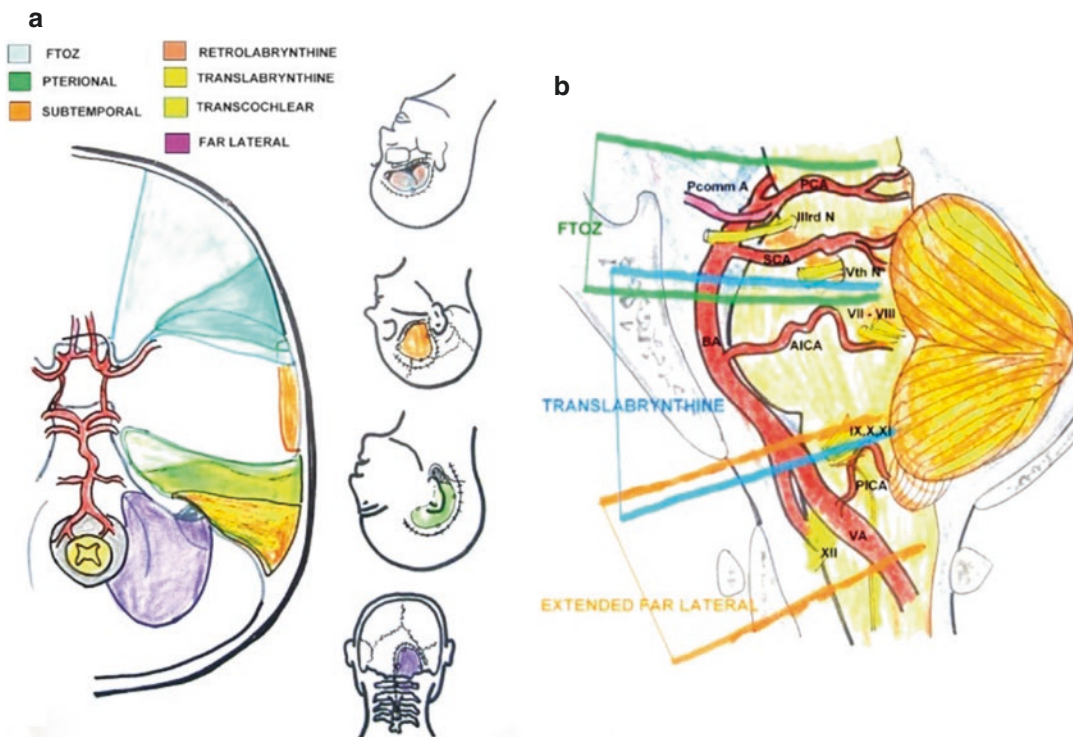 a
FTOZ
PTERIONAL
SUBTEMPORAL
RETROLABRYNTHINE
TRANSLABRYNTHINE
TRANSCOCHLEAR
FAR LATERAL
b
Pcomm A
PCA
IIIrd N
FTOZ
SCA
Vth N
VII - VIII
BA
AICA
TRANSLABRYNTHINE
IX,X,XI
PICA
VA
XII
EXTENDED FAR LATERAL